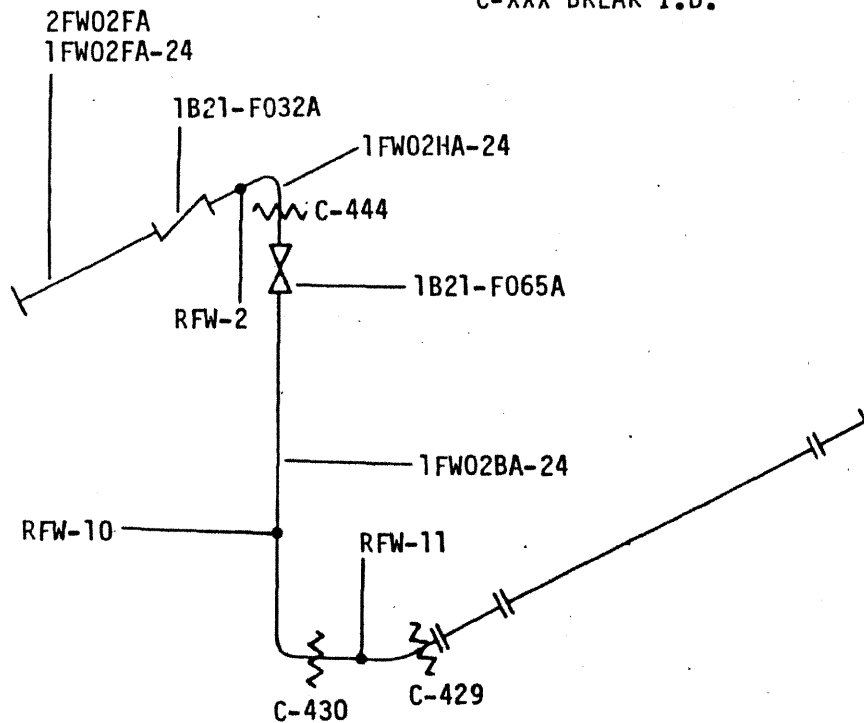 C-XXX BREAK I.D.
2FW02FA
1FW02FA-24
1B21-F032A
1FW02HA-24
C-444
1B21-F065A
RFW-2
1FW02BA-24
RFW-10
RFW-11
C-429
C-430